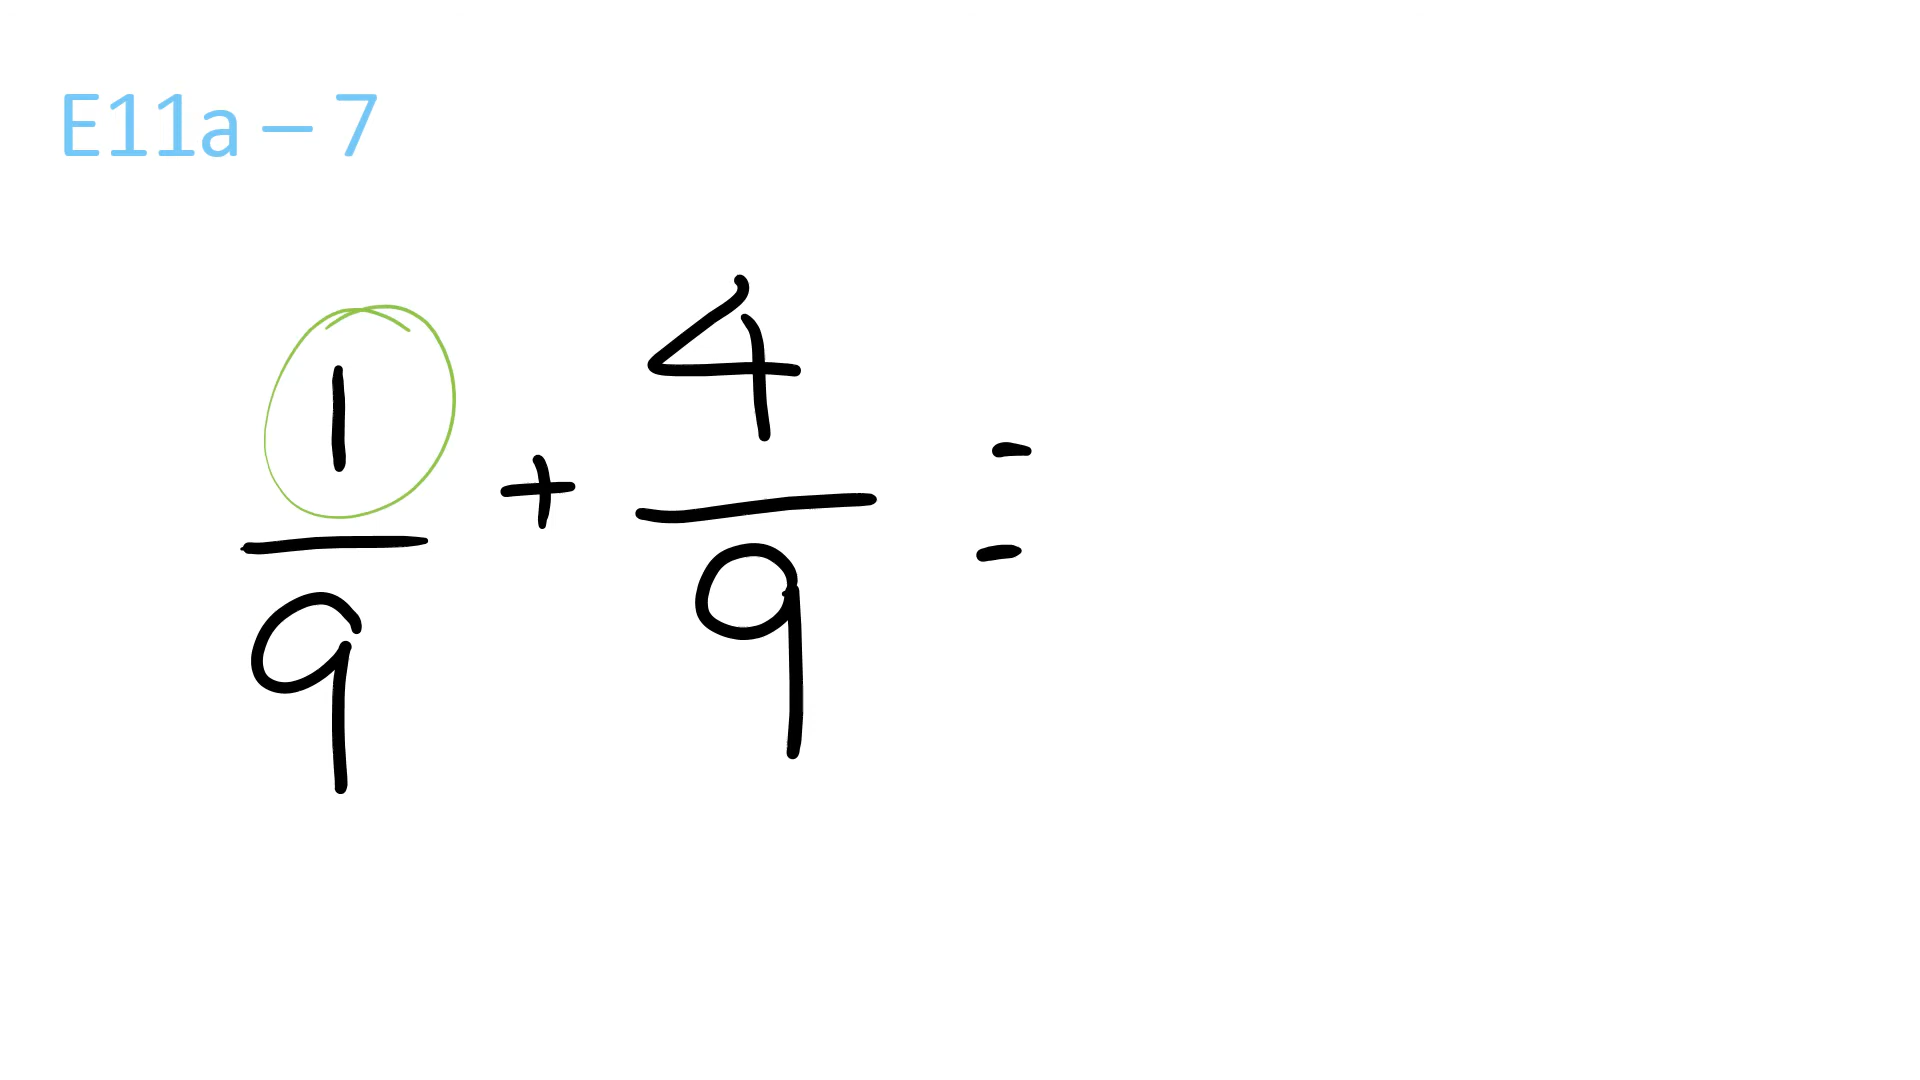 E11a – 7
1/9 + 4/9 =